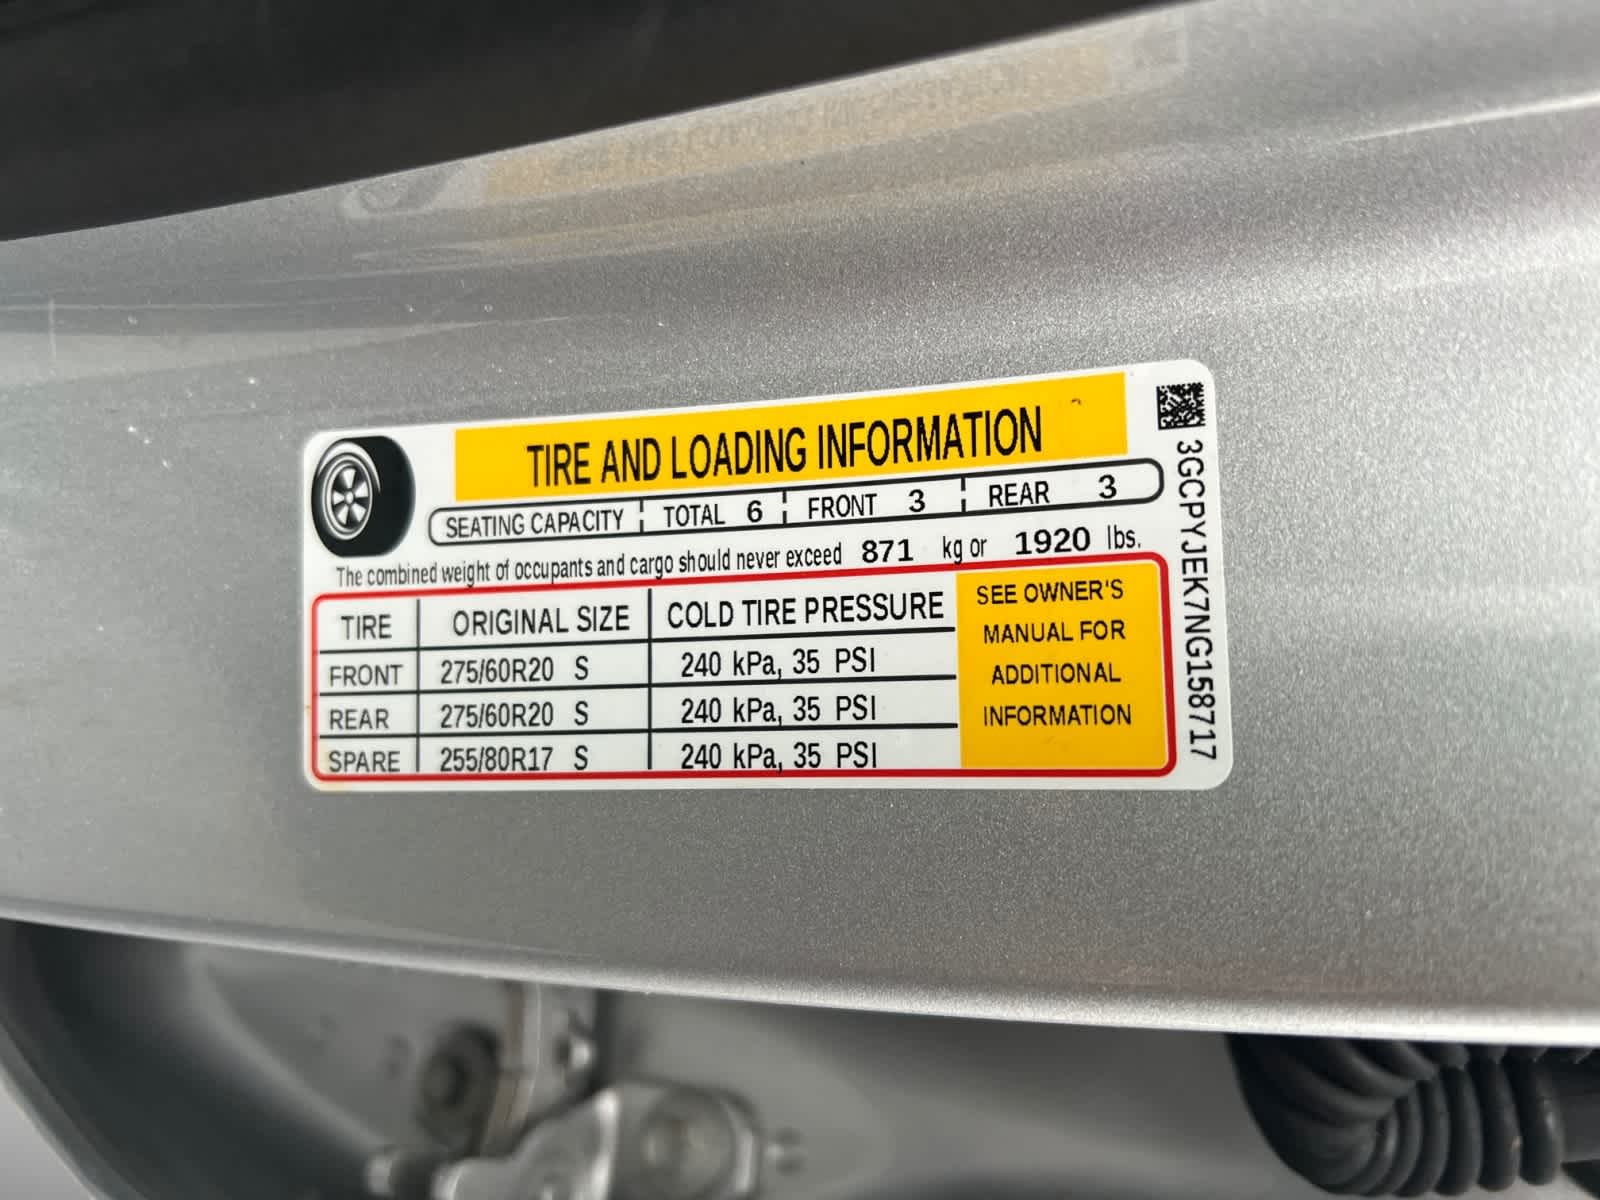 TIRE AND LOADING INFORMATION
SEATING CAPACITY TOTAL 6 FRONT 3 REAR 3
The combined weight of occupants and cargo should never exceed 871 kg or 1920 lbs.
TIRE ORIGINAL SIZE COLD TIRE PRESSURE
FRONT 275/60R20 S 240 kPa, 35 PSI
REAR 275/60R20 S 240 kPa, 35 PSI
SPARE 255/80R17 S 240 kPa, 35 PSI
SEE OWNER'S
MANUAL FOR
ADDITIONAL
INFORMATION
3GCPYJEK7NG158717